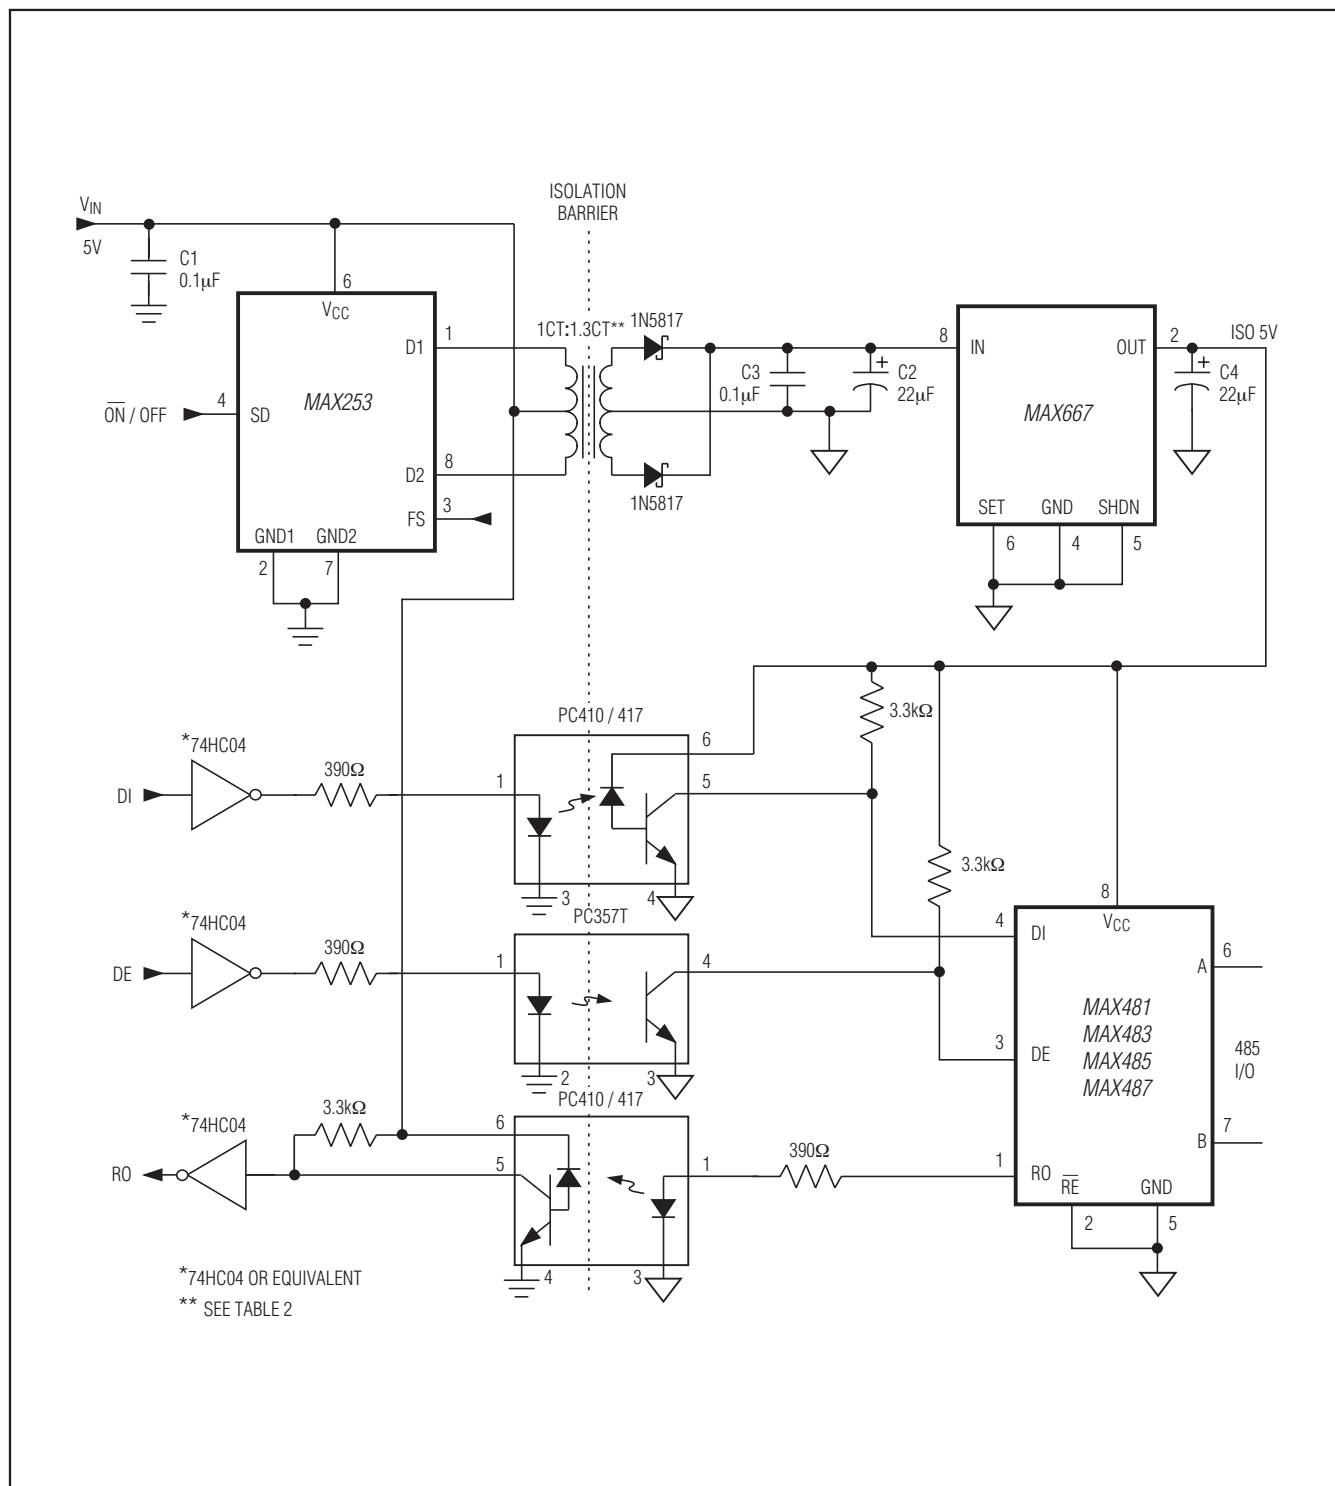 ISOLATION
BARRIER
VIN
5V
C1
0.1µF
6
VCC
1
D1
MAX253
4
ON / OFF
SD
8
D2
3
FS
GND1
GND2
2
7
1CT:1.3CT**
1N5817
1N5817
C3
0.1µF
+
C2
22µF
8
IN
OUT
2
ISO 5V
MAX667
+
C4
22µF
SET
GND
SHDN
6
4
5
PC410 / 417
6
3.3kΩ
*74HC04
390Ω
DI
1
5
3.3kΩ
3
4
PC357T
*74HC04
390Ω
DE
1
4
2
3
8
VCC
4
DI
6
A
MAX481
MAX483
MAX485
MAX487
3
DE
485
I/O
PC410 / 417
*74HC04
3.3kΩ
6
7
B
RO
5
1
390Ω
1
RO
RE
GND
2
5
4
3
*74HC04 OR EQUIVALENT
** SEE TABLE 2